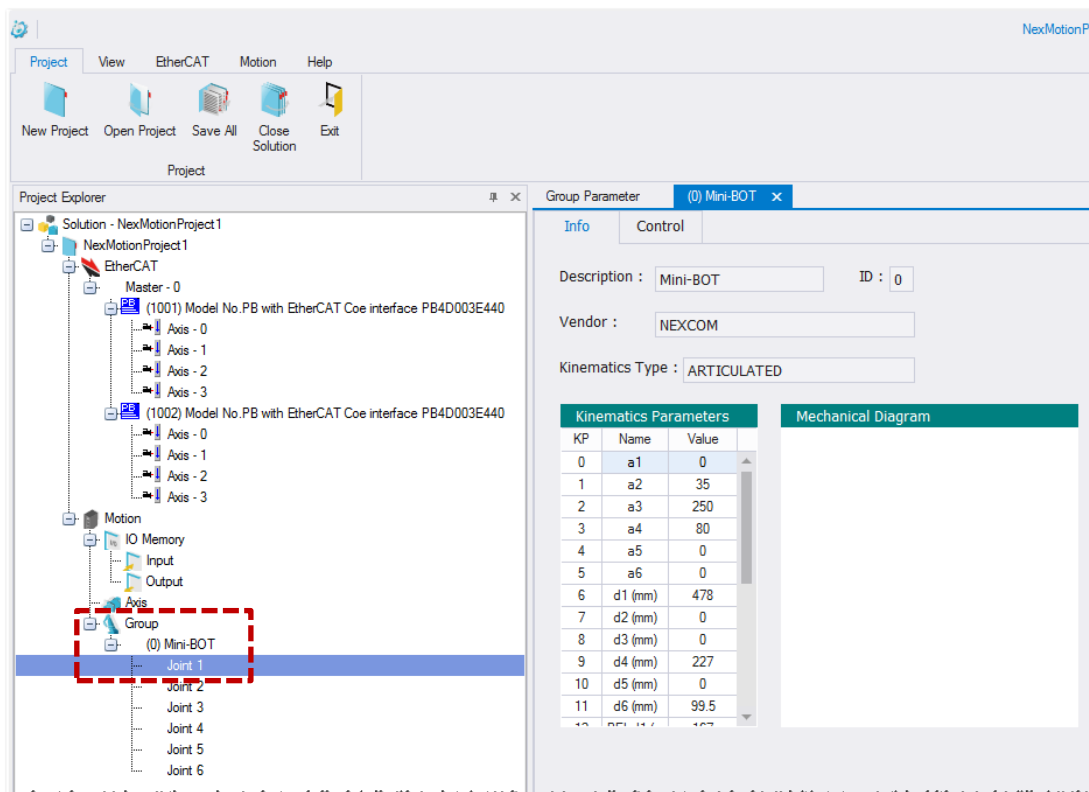 NexMotionP
Project View EtherCAT Motion Help
New Project Open Project Save All Close Solution Exit
Project
Project Explorer
Solution - NexMotionProject1
NexMotionProject1
EtherCAT
Master - 0
PB (1001) Model No.PB with EtherCAT Coe interface PB4D003E440
Axis - 0
Axis - 1
Axis - 2
Axis - 3
PB (1002) Model No.PB with EtherCAT Coe interface PB4D003E440
Axis - 0
Axis - 1
Axis - 2
Axis - 3
Motion
IO Memory
Input
Output
Axis
Group
(0) Mini-BOT
Joint 1
Joint 2
Joint 3
Joint 4
Joint 5
Joint 6
Group Parameter (0) Mini-BOT
Info Control
Description : Mini-BOT ID : 0
Vendor : NEXCOM
Kinematics Type : ARTICULATED
Kinematics Parameters
KP Name Value
0 a1 0
1 a2 35
2 a3 250
3 a4 80
4 a5 0
5 a6 0
6 d1 (mm) 478
7 d2 (mm) 0
8 d3 (mm) 0
9 d4 (mm) 227
10 d5 (mm) 0
11 d6 (mm) 99.5
Mechanical Diagram